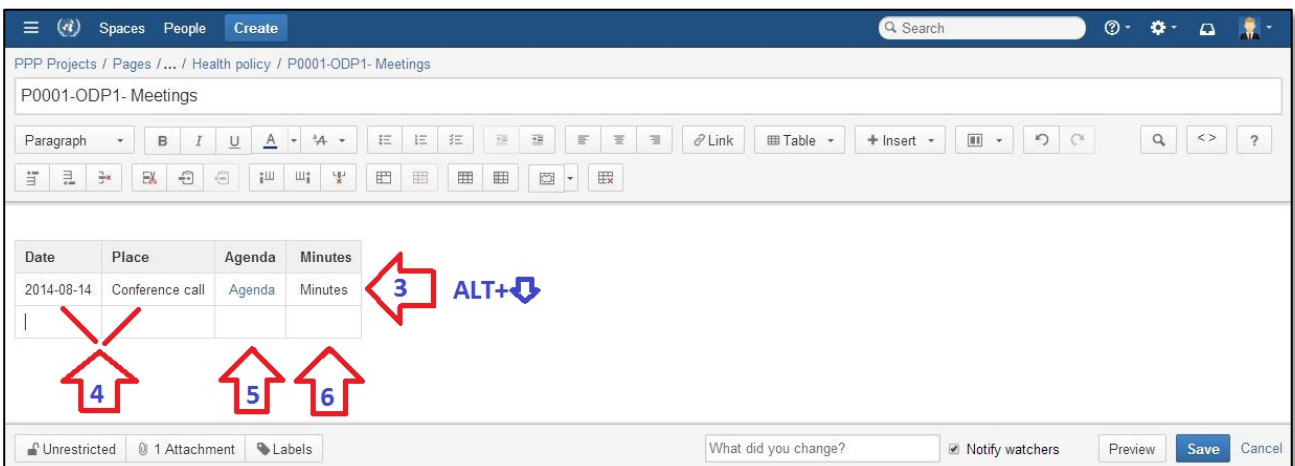 Spaces People Create Search
PPP Projects / Pages /... / Health policy / P0001-ODP1- Meetings
P0001-ODP1- Meetings
Paragraph B I U A Link Table + Insert < > ?
Date Place Agenda Minutes
2014-08-14 Conference call Agenda Minutes
3 ALT+
4 5 6
Unrestricted 1 Attachment Labels What did you change? Notify watchers Preview Save Cancel